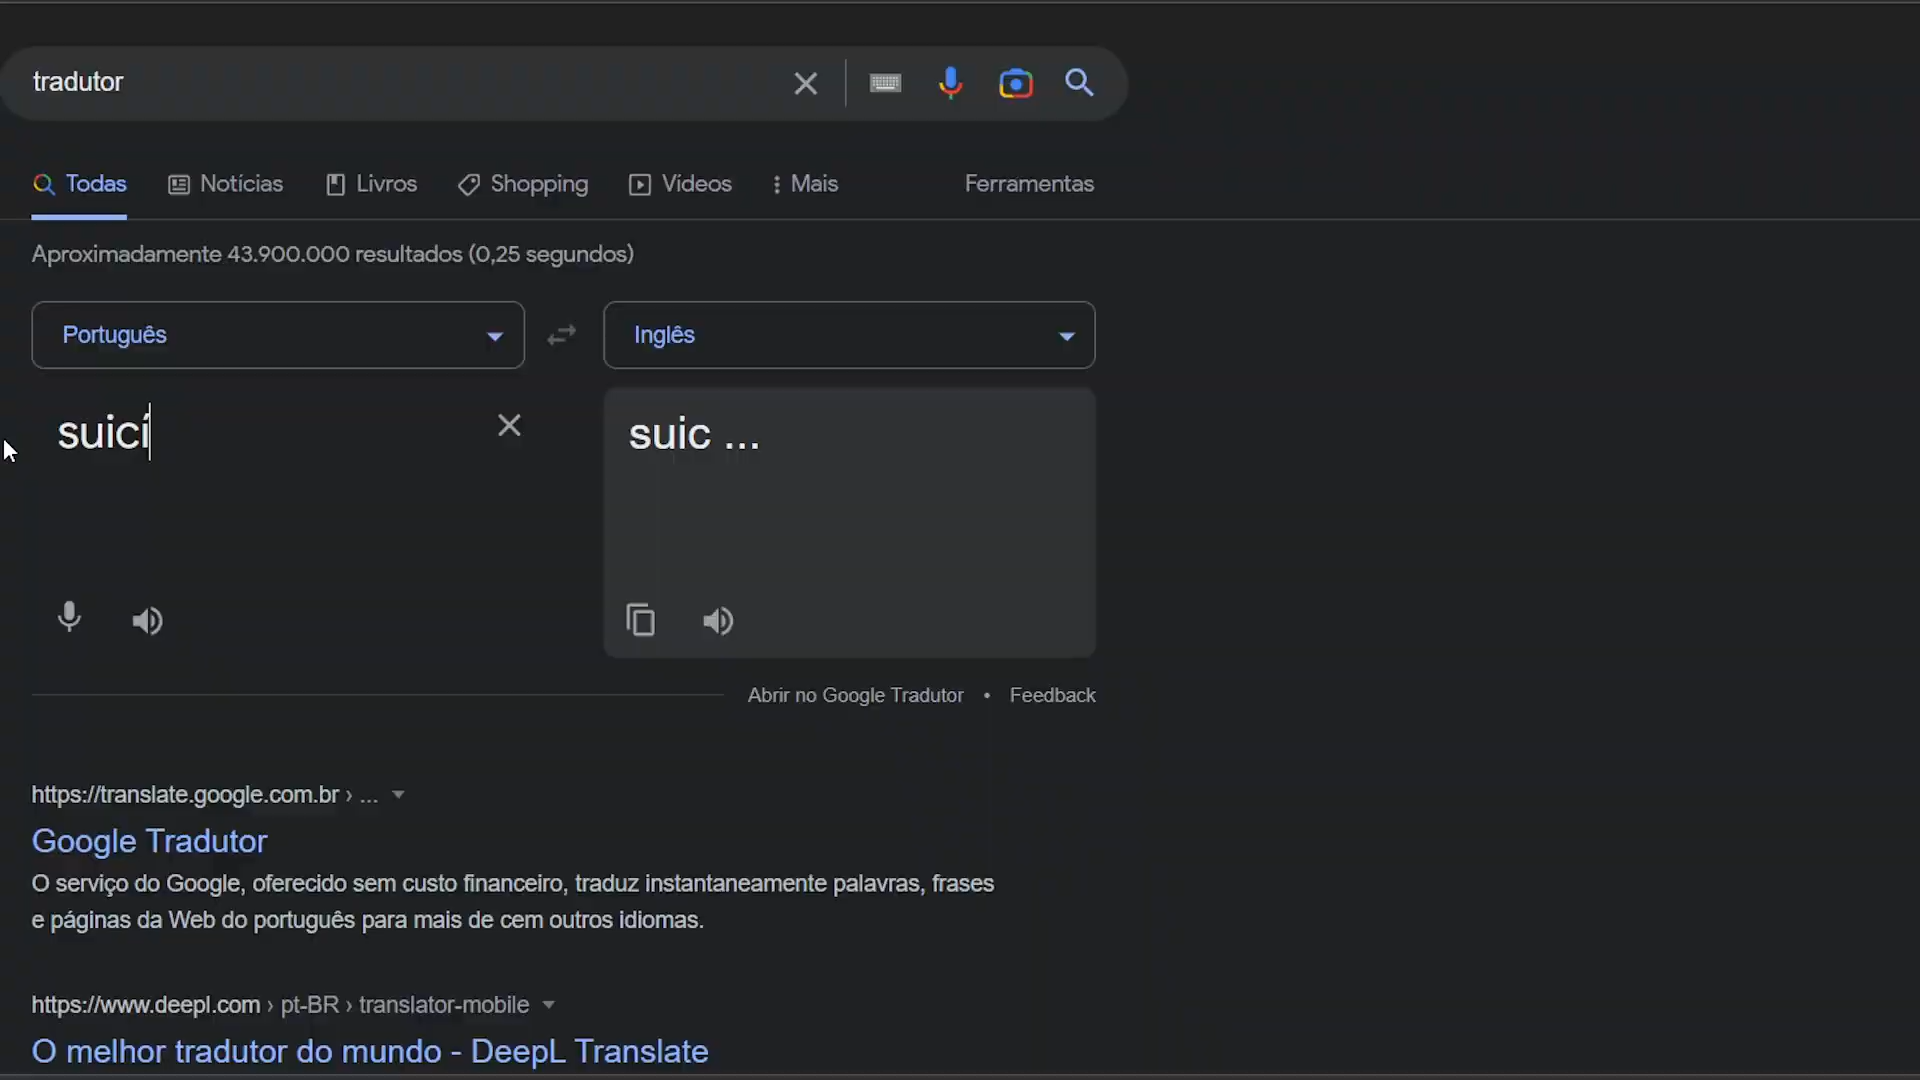 tradutor
Todas Notícias Livros Shopping Vídeos Mais Ferramentas
Aproximadamente 43.900.000 resultados (0,25 segundos)
Português Inglês
suicí suic ...
Abrir no Google Tradutor • Feedback
https://translate.google.com.br › ...
Google Tradutor
O serviço do Google, oferecido sem custo financeiro, traduz instantaneamente palavras, frases
e páginas da Web do português para mais de cem outros idiomas.
https://www.deepl.com › pt-BR › translator-mobile
O melhor tradutor do mundo - DeepL Translate